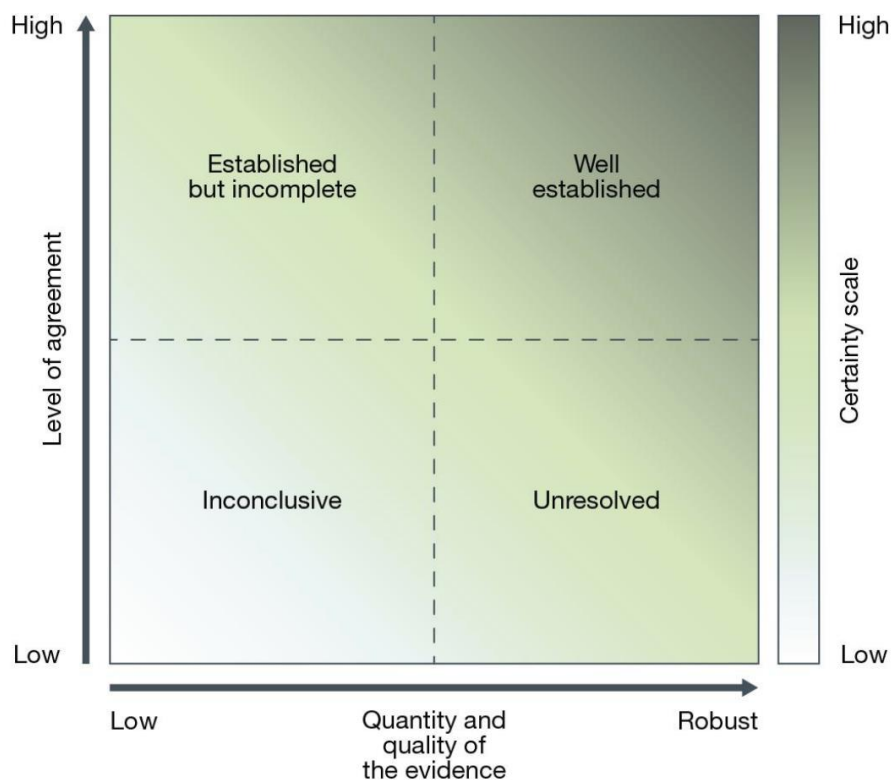 High
High
Established
but incomplete
Well
established
Level of agreement
Certainty scale
Inconclusive
Unresolved
Low
Low
Low
Quantity and
quality of
the evidence
Robust